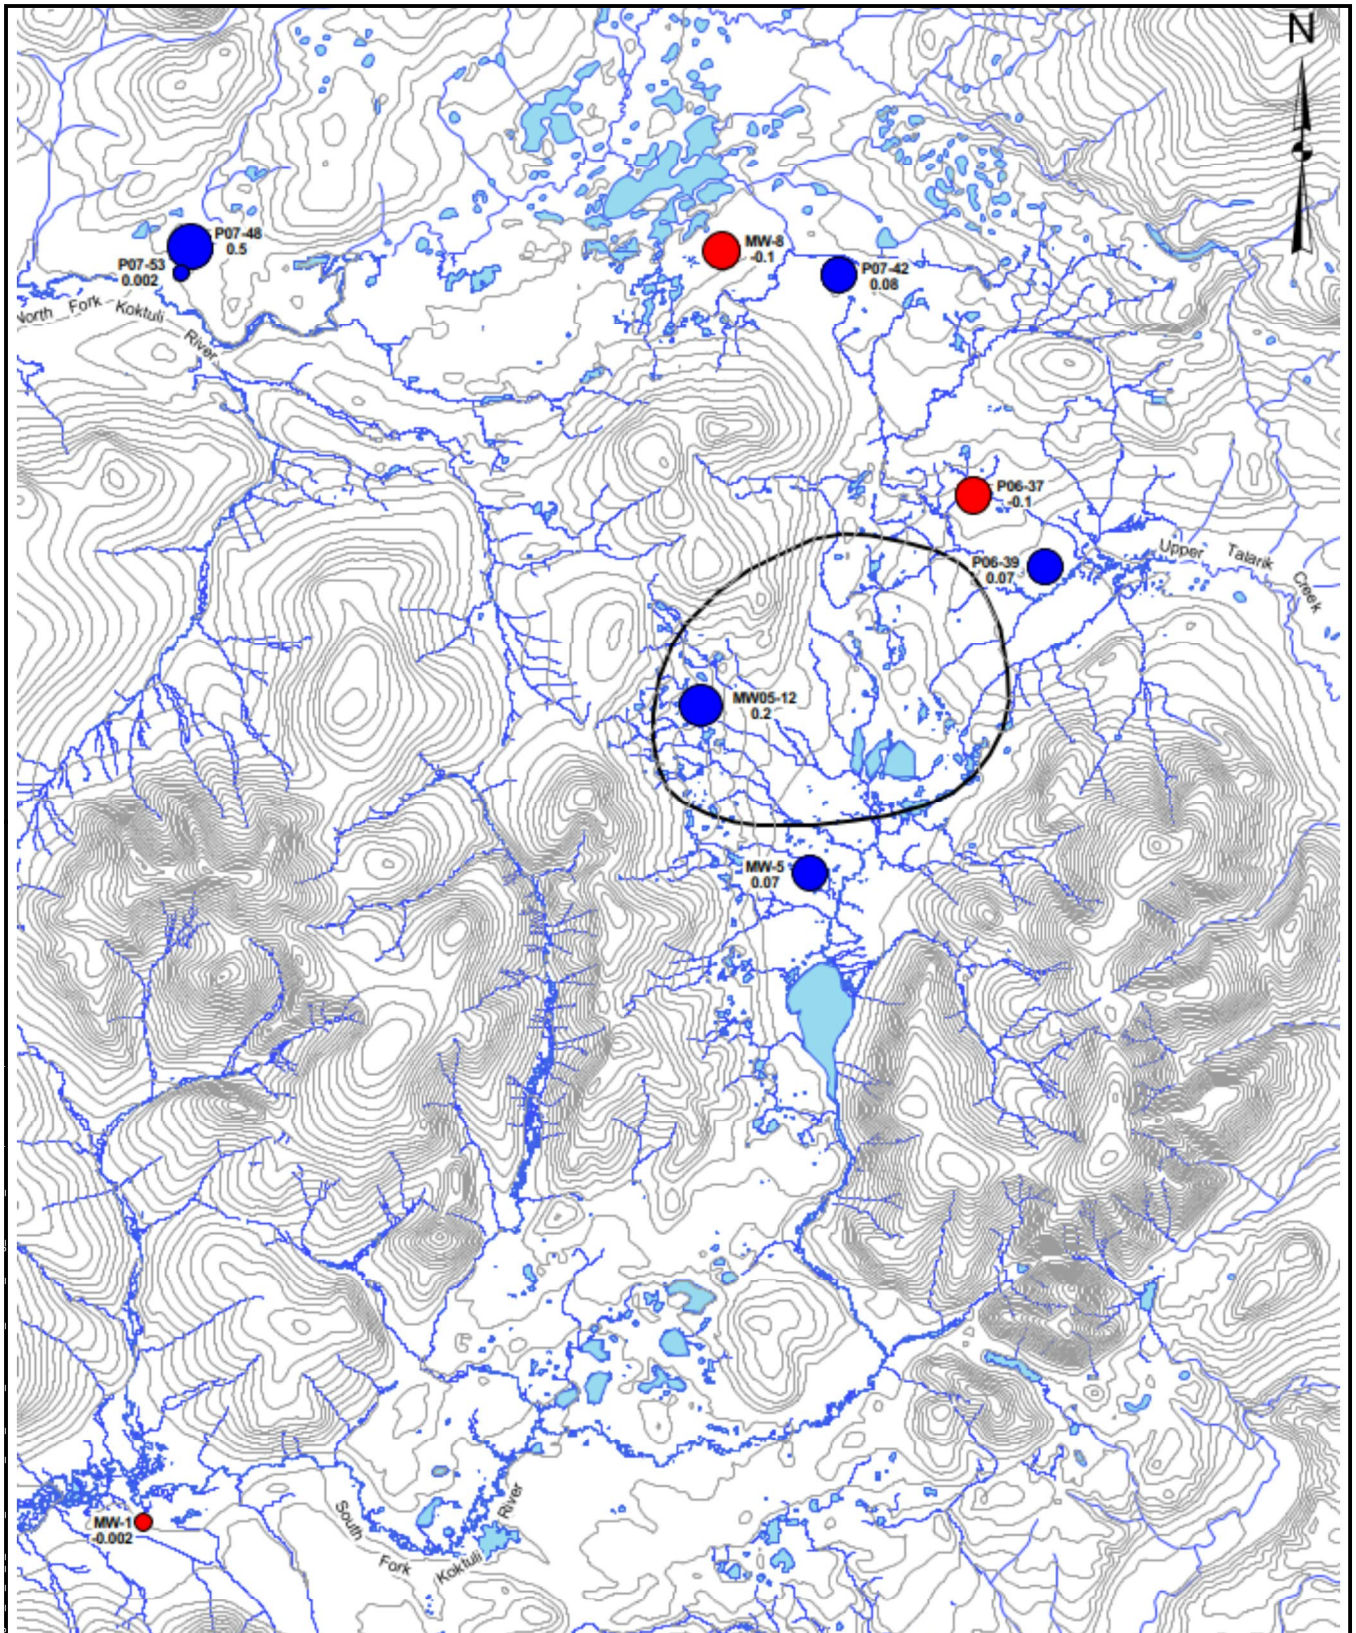 N
P07-48
0.5
P07-53
0.002
MW-8
-0.1
P07-42
0.08
North Fork Koktuli River
P06-37
-0.1
Upper Talarik Creek
P06-39
0.07
MW05-12
0.2
MW-5
0.07
MW-1
-0.002
South Fork Koktuli River